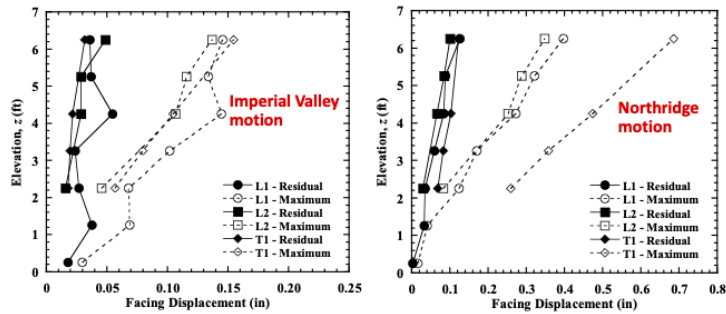 7
6
5
4
3
2
1
0
Elevation, z (ft)
Imperial Valley
motion
L1 - Residual
L1 - Maximum
L2 - Residual
L2 - Maximum
T1 - Residual
T1 - Maximum
0 0.05 0.10 0.15 0.20 0.25
Facing Displacement (in)
7
6
5
4
3
2
1
0
Elevation, z (ft)
Northridge
motion
L1 - Residual
L1 - Maximum
L2 - Residual
L2 - Maximum
T1 - Residual
T1 - Maximum
0 0.1 0.2 0.3 0.4 0.5 0.6 0.7 0.8
Facing Displacement (in)